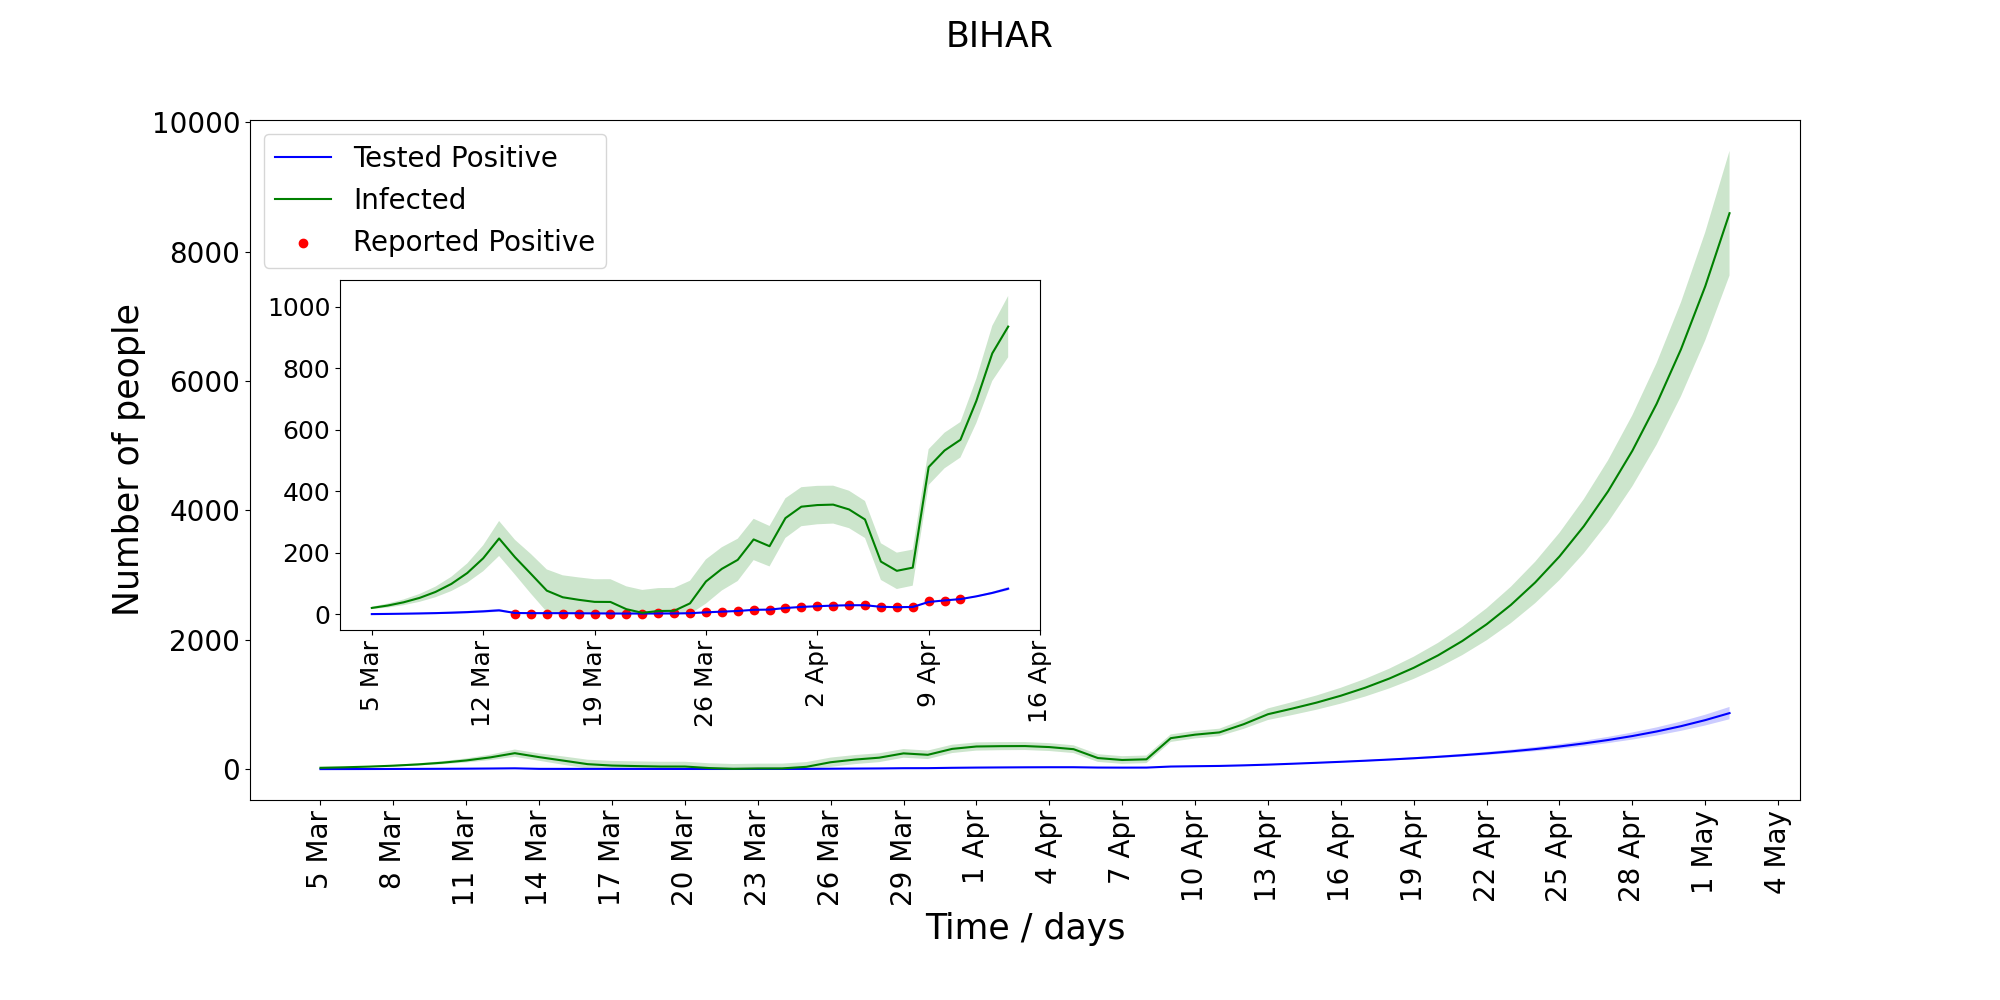 BIHAR
10000
8000
6000
4000
2000
0
Number of people
Tested Positive
Infected
Reported Positive
1000
800
600
400
200
0
5 Mar
12 Mar
19 Mar
26 Mar
2 Apr
9 Apr
16 Apr
5 Mar
8 Mar
11 Mar
14 Mar
17 Mar
20 Mar
23 Mar
26 Mar
29 Mar
1 Apr
4 Apr
7 Apr
10 Apr
13 Apr
16 Apr
19 Apr
22 Apr
25 Apr
28 Apr
1 May
4 May
Time / days